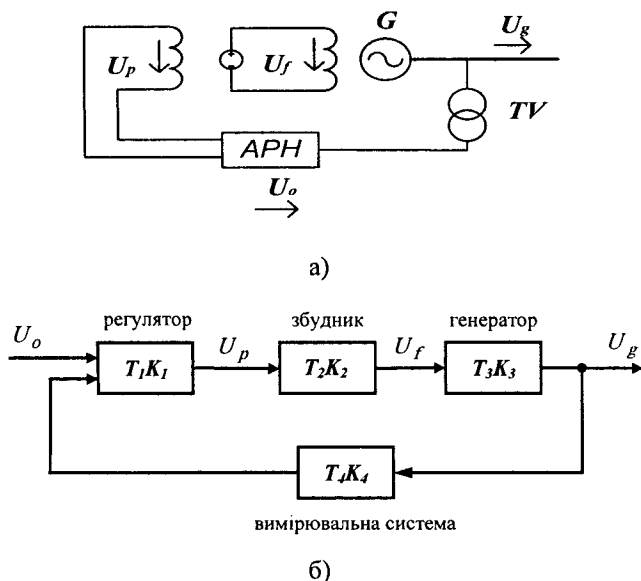 G
U_g
U_p
U_f
TV
АРН
U_o
а)
регулятор
збудник
генератор
U_o
T_1K_1
U_p
T_2K_2
U_f
T_3K_3
U_g
T_4K_4
вимірювальна система
б)